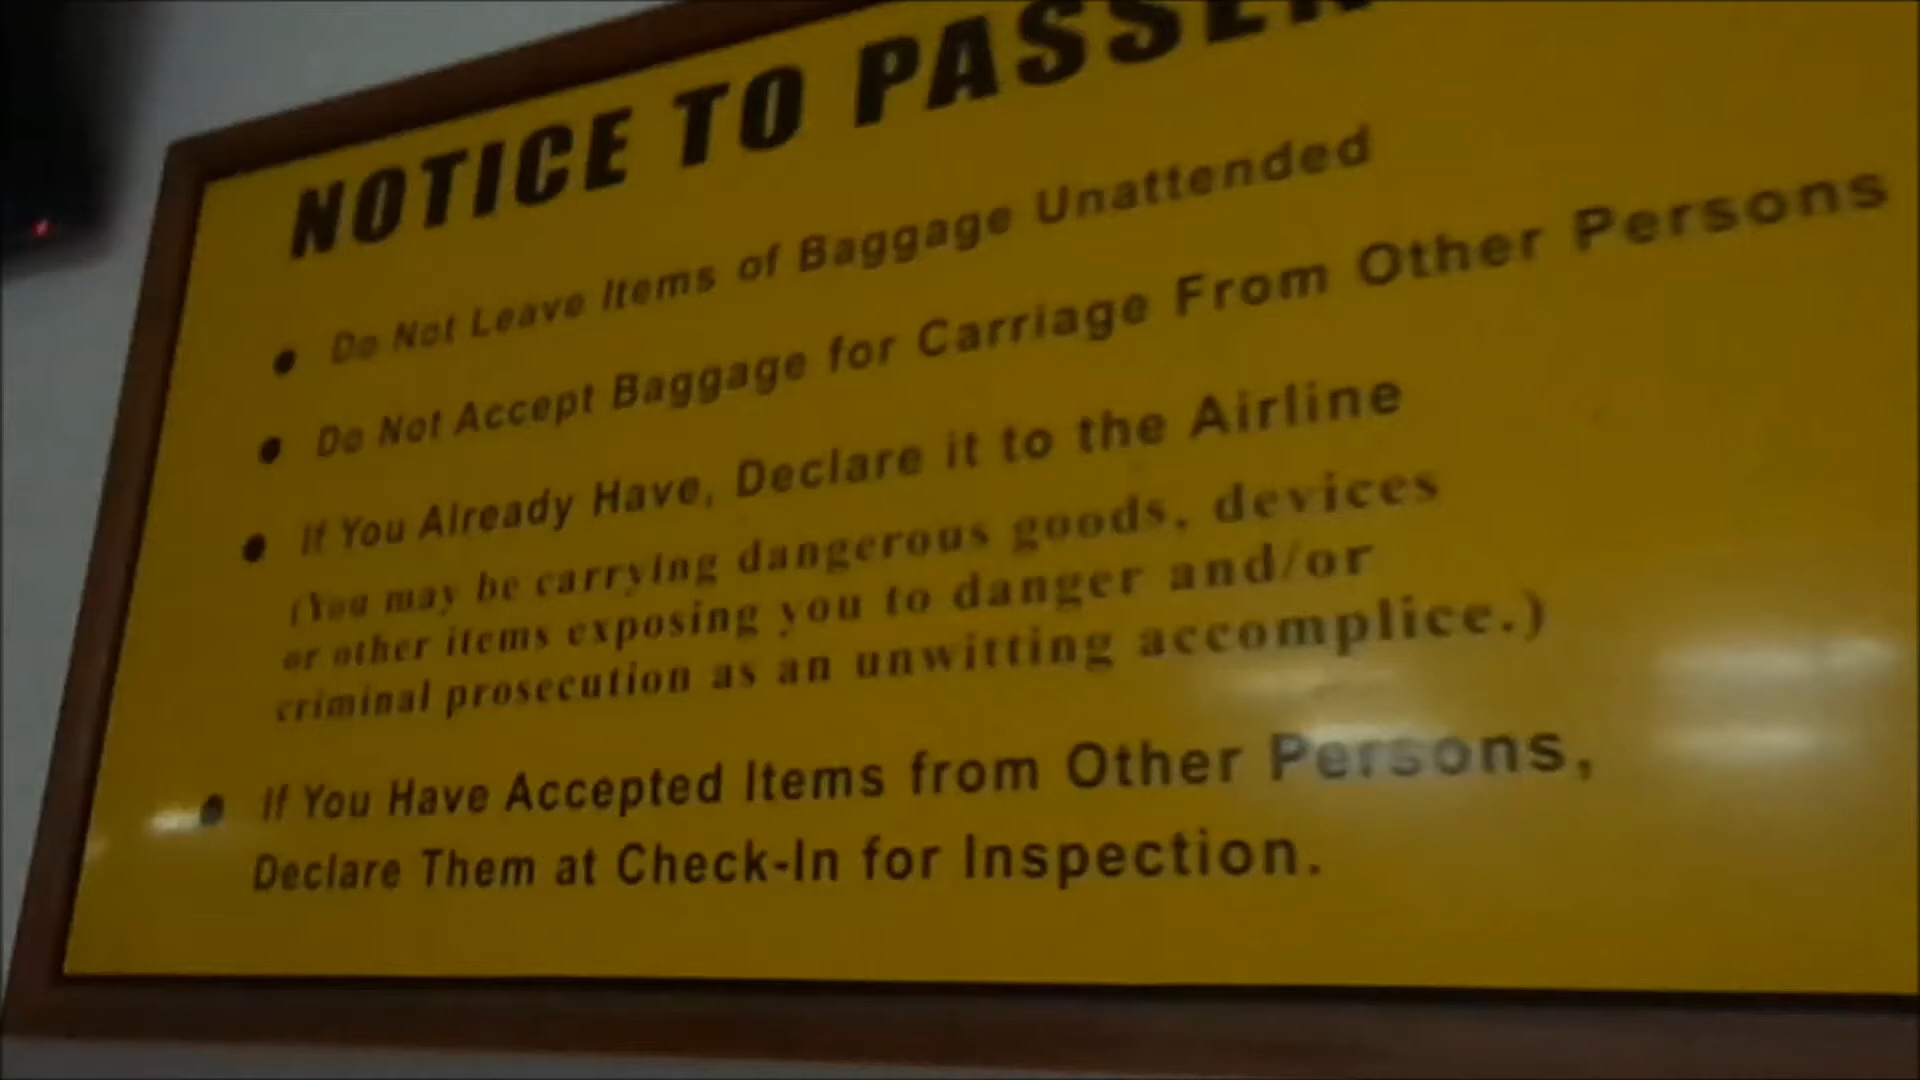 NOTICE TO PASSEN
• Do Not Leave Items of Baggage Unattended
• Do Not Accept Baggage for Carriage From Other Persons
• If You Already Have, Declare it to the Airline
(You may be carrying dangerous goods, devices
or other items exposing you to danger and/or
criminal prosecution as an unwitting accomplice.)
• If You Have Accepted Items from Other Persons,
Declare Them at Check-In for Inspection.